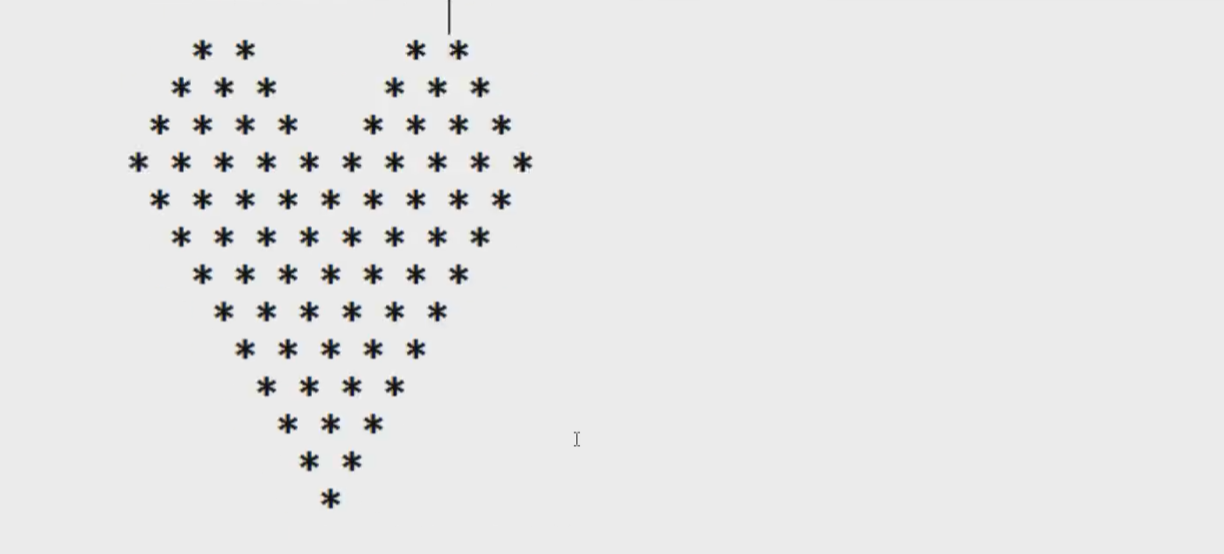 * *       * *
  * * *     * * *
 * * * *   * * * *
* * * * * * * * * *
 * * * * * * * * *
  * * * * * * * *
   * * * * * * *
    * * * * * *
     * * * * *
      * * * *
       * * *
        * *
         *